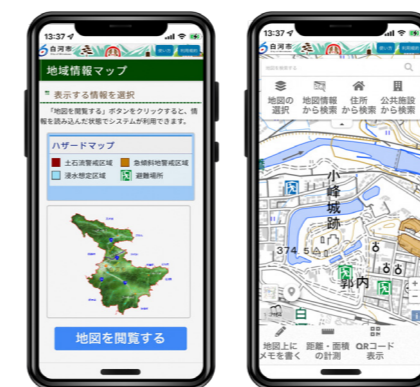 13:37
白河市
使い方
地域情報マップ
表示する情報を選択
「地図を閲覧する」ボタンをクリックすると、情
報を読み込んだ状態でシステムが利用できます。
ハザードマップ
土石流警戒区域
急傾斜地警戒区域
浸水想定区域
避難場所
地図を閲覧する
13:37
白河市
使い方
地図の
選択
地図情報
から検索
住所
から検索
公共施設
から検索
小峰城跡
374
郭内
白
地図上に
メモを書く
距離・面積
の計測
QRコード
表示